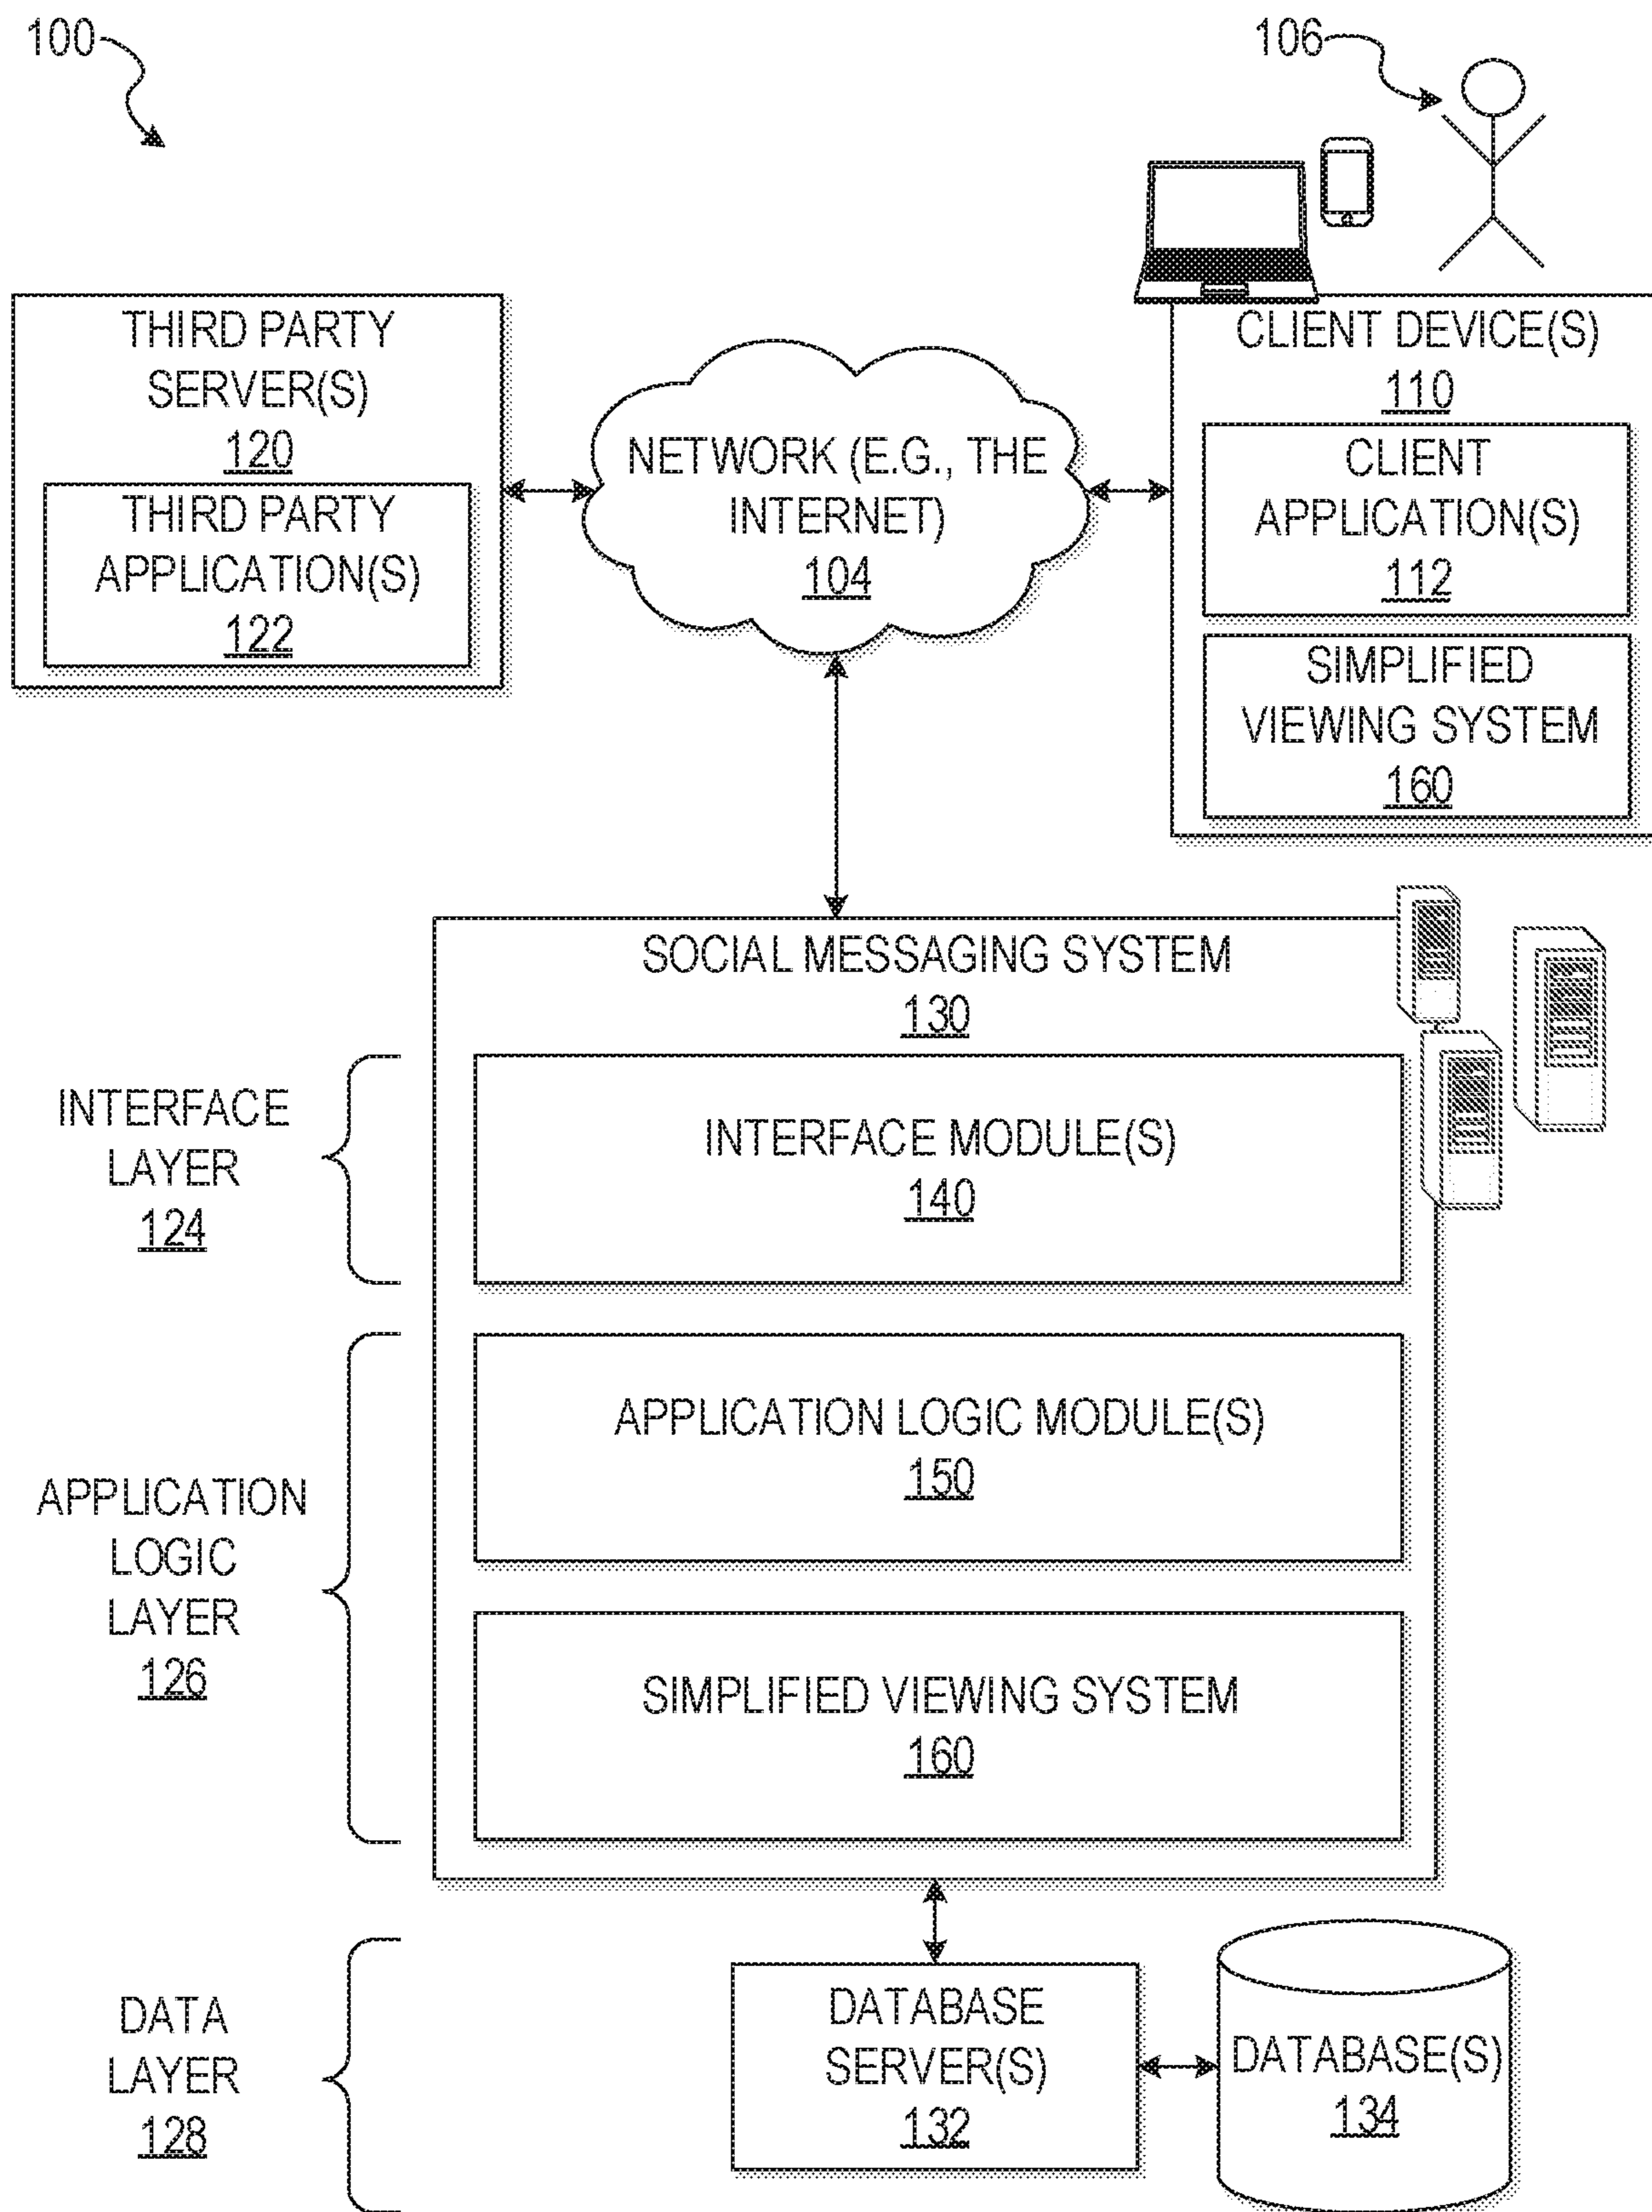 100
106
THIRD PARTY
SERVER(S)
120
THIRD PARTY
APPLICATION(S)
122
NETWORK (E.G., THE
INTERNET)
104
CLIENT DEVICE(S)
110
CLIENT
APPLICATION(S)
112
SIMPLIFIED
VIEWING SYSTEM
160
SOCIAL MESSAGING SYSTEM
130
INTERFACE
LAYER
124
INTERFACE MODULE(S)
140
APPLICATION
LOGIC
LAYER
126
APPLICATION LOGIC MODULE(S)
150
SIMPLIFIED VIEWING SYSTEM
160
DATA
LAYER
128
DATABASE
SERVER(S)
132
DATABASE(S)
134